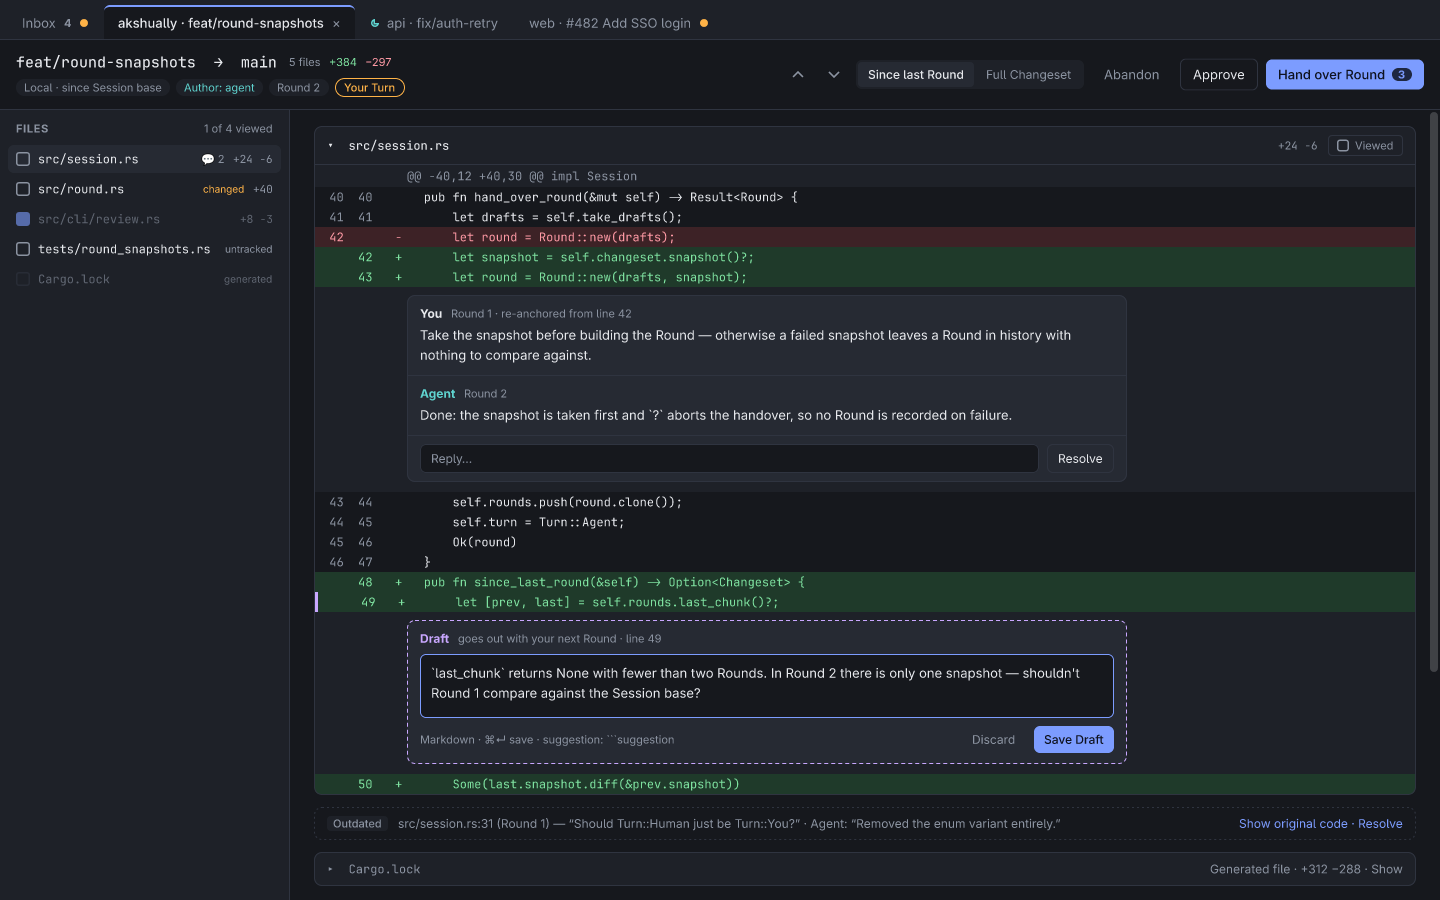 Inbox 4
akshually · feat/round-snapshots ×
api · fix/auth-retry
web · #482 Add SSO login
feat/round-snapshots → main 5 files +384 −297
Local · since Session base Author: agent Round 2 Your Turn
Since last Round Full Changeset Abandon Approve Hand over Round 3
FILES 1 of 4 viewed
src/session.rs 💬 2 +24 -6
src/round.rs changed +40
src/cli/review.rs +8 -3
tests/round_snapshots.rs untracked
Cargo.lock generated
src/session.rs +24 -6 Viewed
@@ -40,12 +40,30 @@ impl Session
40 40 pub fn hand_over_round(&mut self) -> Result<Round> {
41 41 let drafts = self.take_drafts();
42 - let round = Round::new(drafts);
42 + let snapshot = self.changeset.snapshot()?;
43 + let round = Round::new(drafts, snapshot);
You Round 1 · re-anchored from line 42
Take the snapshot before building the Round — otherwise a failed snapshot leaves a Round in history with
nothing to compare against.
Agent Round 2
Done: the snapshot is taken first and `?` aborts the handover, so no Round is recorded on failure.
Reply... Resolve
43 44 self.rounds.push(round.clone());
44 45 self.turn = Turn::Agent;
45 46 Ok(round)
46 47 }
48 + pub fn since_last_round(&self) -> Option<Changeset> {
49 + let [prev, last] = self.rounds.last_chunk()?;
Draft goes out with your next Round · line 49
`last_chunk` returns None with fewer than two Rounds. In Round 2 there is only one snapshot — shouldn't
Round 1 compare against the Session base?
Markdown · ⌘↵ save · suggestion: ```suggestion Discard Save Draft
50 + Some(last.snapshot.diff(&prev.snapshot))
Outdated src/session.rs:31 (Round 1) — “Should Turn::Human just be Turn::You?” · Agent: “Removed the enum variant entirely.” Show original code · Resolve
Cargo.lock Generated file · +312 −288 · Show